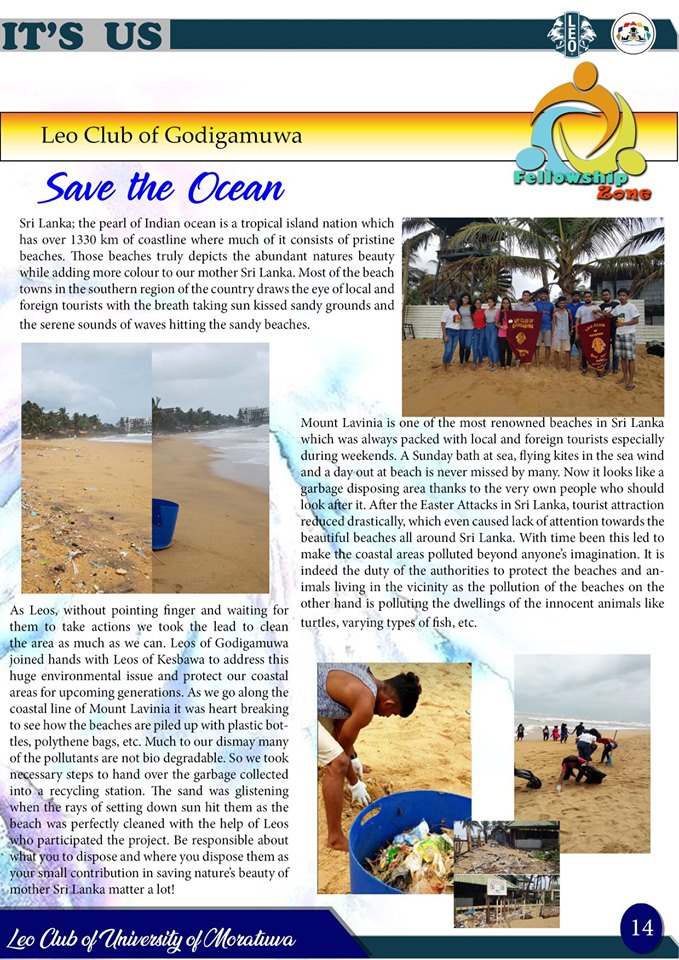 IT'S US
LEO
Leo Club of Godigamuwa
Fellowship
Zone
Save the Ocean
Sri Lanka; the pearl of Indian ocean is a tropical island nation which
has over 1330 km of coastline where much of it consists of pristine
beaches. Those beaches truly depicts the abundant natures beauty
while adding more colour to our mother Sri Lanka. Most of the beach
towns in the southern region of the country draws the eye of local and
foreign tourists with the breath taking sun kissed sandy grounds and
the serene sounds of waves hitting the sandy beaches.
LEO CLUB OF
GODIGAMUWA
LEO CLUB
OF
Mount Lavinia is one of the most renowned beaches in Sri Lanka
which was always packed with local and foreign tourists especially
during weekends. A Sunday bath at sea, flying kites in the sea wind
and a day out at beach is never missed by many. Now it looks like a
garbage disposing area thanks to the very own people who should
look after it. After the Easter Attacks in Sri Lanka, tourist attraction
reduced drastically, which even caused lack of attention towards the
beautiful beaches all around Sri Lanka. With time been this led to
make the coastal areas polluted beyond anyone's imagination. It is
indeed the duty of the authorities to protect the beaches and an-
imals living in the vicinity as the pollution of the beaches on the
other hand is polluting the dwellings of the innocent animals like
turtles, varying types of fish, etc.
As Leos, without pointing finger and waiting for
them to take actions we took the lead to clean
the area as much as we can. Leos of Godigamuwa
joined hands with Leos of Kesbawa to address this
huge environmental issue and protect our coastal
areas for upcoming generations. As we go along the
coastal line of Mount Lavinia it was heart breaking
to see how the beaches are piled up with plastic bot-
tles, polythene bags, etc. Much to our dismay many
of the pollutants are not bio degradable. So we took
necessary steps to hand over the garbage collected
into a recycling station. The sand was glistening
when the rays of setting down sun hit them as the
beach was perfectly cleaned with the help of Leos
who participated the project. Be responsible about
what you to dispose and where you dispose them as
your small contribution in saving nature's beauty of
mother Sri Lanka matter a lot!
Leo Club of University of Moratuwa
14